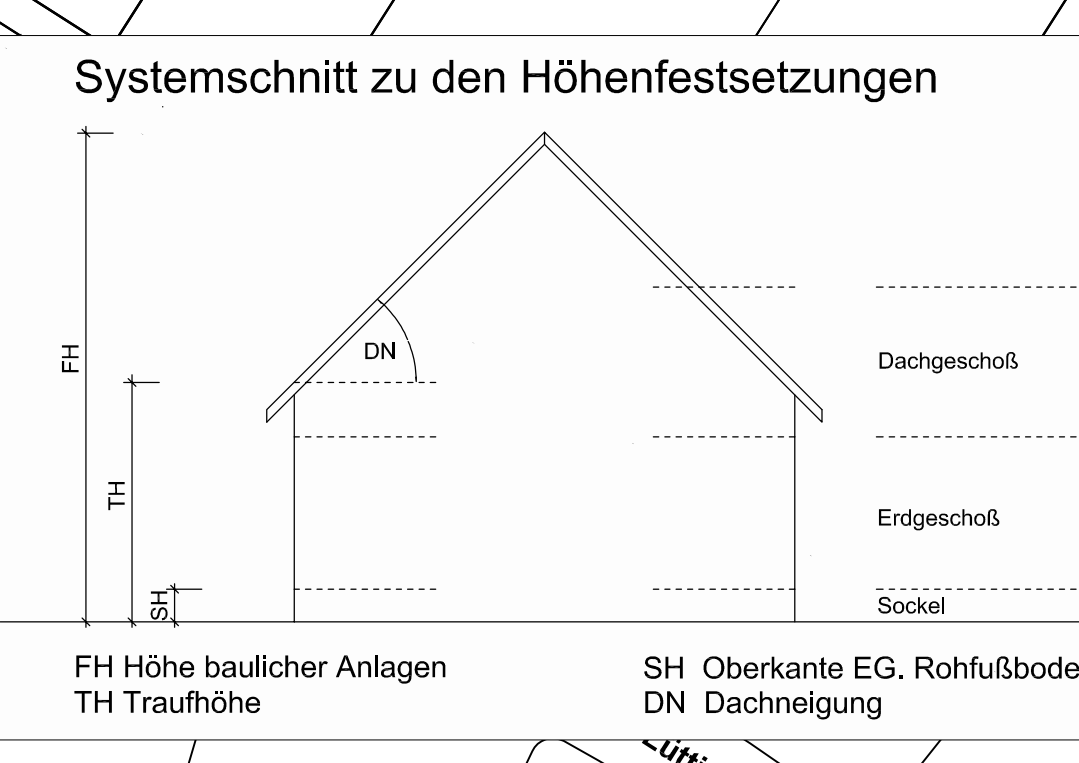 Systemschnitt zu den Höhenfestsetzungen
FH
DN
Dachgeschoß
TH
Erdgeschoß
SH
Sockel
FH Höhe baulicher Anlagen
TH Traufhöhe
SH Oberkante EG. Rohfußbode
DN Dachneigung